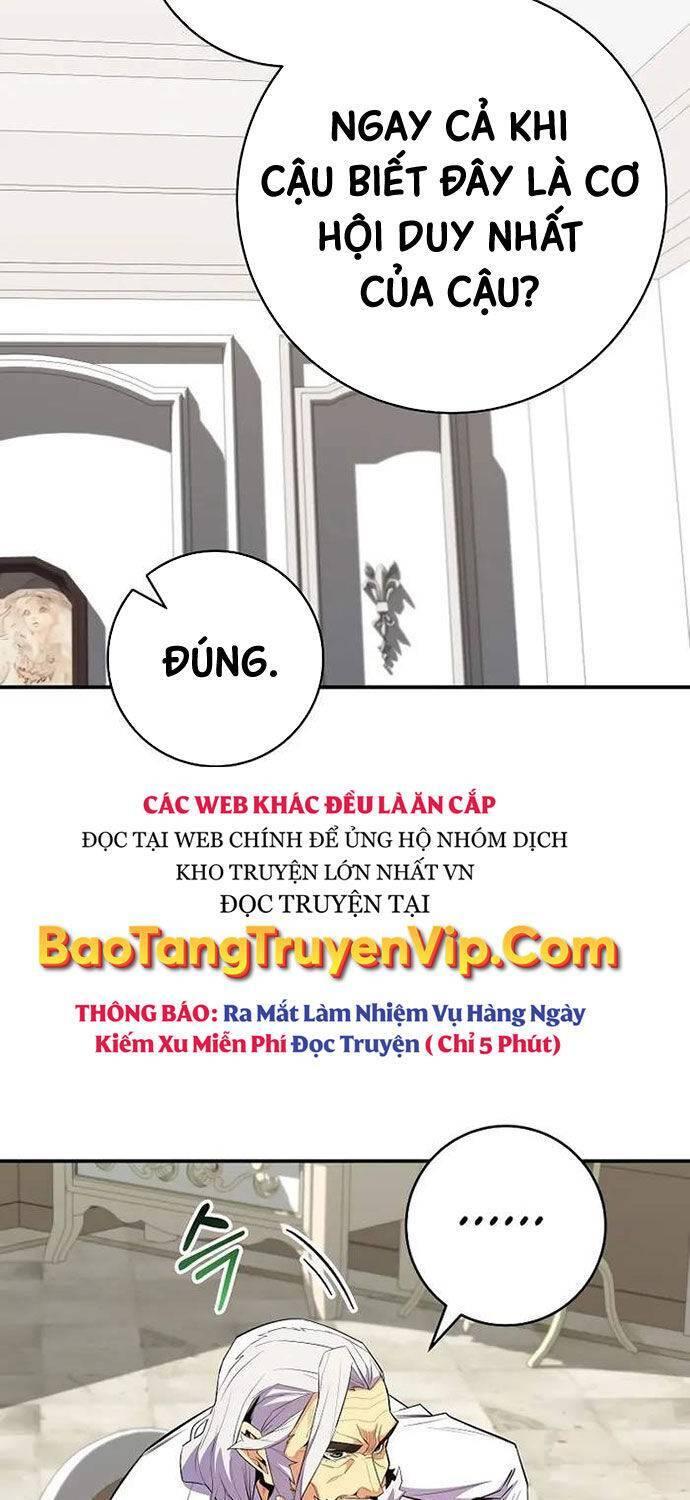 NGAY CẢ KHI
CẬU BIẾT ĐÂY LÀ CƠ
HỘI DUY NHẤT
CỦA CẬU?
ĐÚNG.
CÁC WEB KHÁC ĐỀU LÀ ĂN CẮP
ĐỌC TẠI WEB CHÍNH ĐỂ ỦNG HỘ NHÓM DỊCH
KHO TRUYỆN LỚN NHẤT VN
ĐỌC TRUYỆN TẠI
BaoTangTruyenVip.Com
THÔNG BÁO: Ra Mắt Làm Nhiệm Vụ Hàng Ngày
Kiếm Xu Miễn Phí Đọc Truyện ( Chỉ 5 Phút)
......